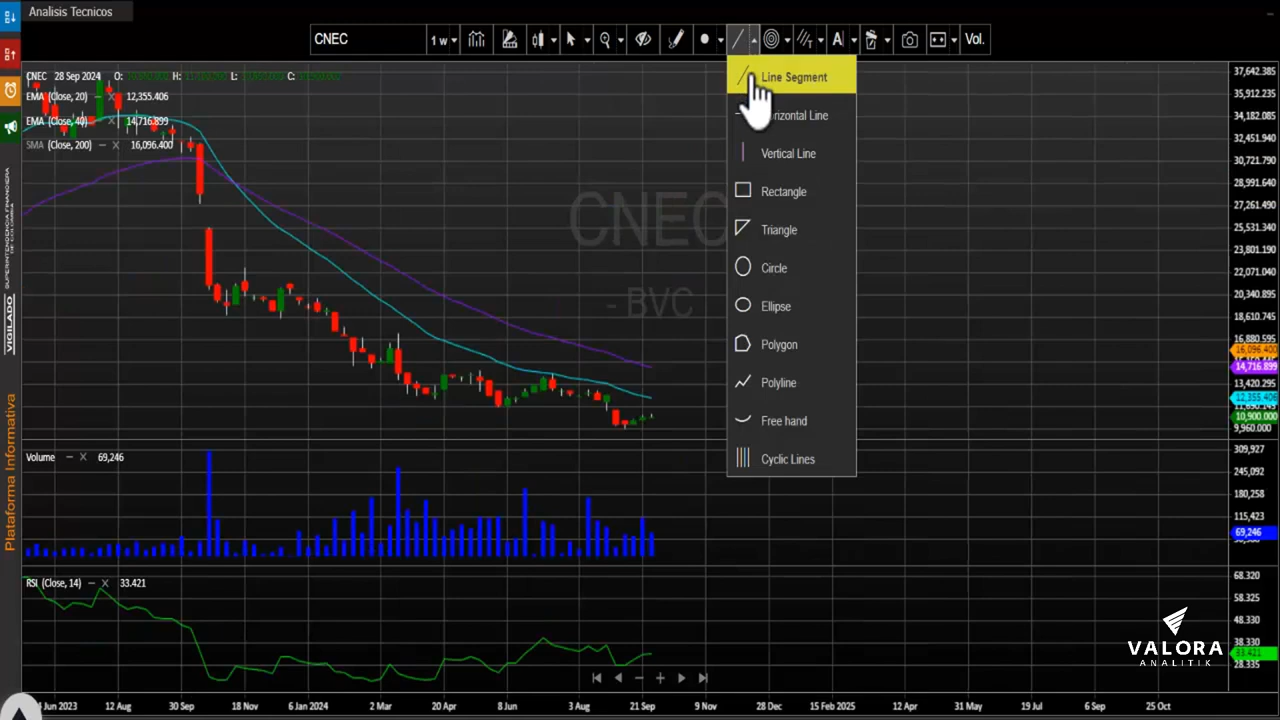 Analisis Tecnicos
CNEC
1 w
A
Vol.
CNEC 28 Sep 2024 O: H: L: C:
EMA (Close, 20) – X 12,355.406
EMA (Close, 40) – X 14,716.899
SMA (Close, 200) – X 16,096.400
Line Segment
Vertical Line
Rectangle
Triangle
Circle
Ellipse
Polygon
Polyline
Free hand
Cyclic Lines
CNEC
- BVC
37,642.385
35,912.235
34,182.085
32,451.940
30,721.790
28,991.640
27,261.490
25,531.340
23,801.190
22,071.040
20,340.895
18,610.745
16,880.595
16,096.400
14,716.899
13,420.295
12,355.406
10,900.000
9,960.000
Volume – X 69,246
309,927
245,092
180,258
115,423
69,246
RSI (Close, 14) – X 33.421
68.320
58.325
48.330
38.330
33.421
28.335
Jun 2023
12 Aug
30 Sep
18 Nov
6 Jan 2024
2 Mar
20 Apr
8 Jun
3 Aug
21 Sep
9 Nov
28 Dec
15 Feb 2025
12 Apr
31 May
19 Jul
6 Sep
25 Oct
VIGILADO
SUPERINTENDENCIA FINANCIERA
DE COLOMBIA
Plataforma Informativa
VALORA
ANALITIK